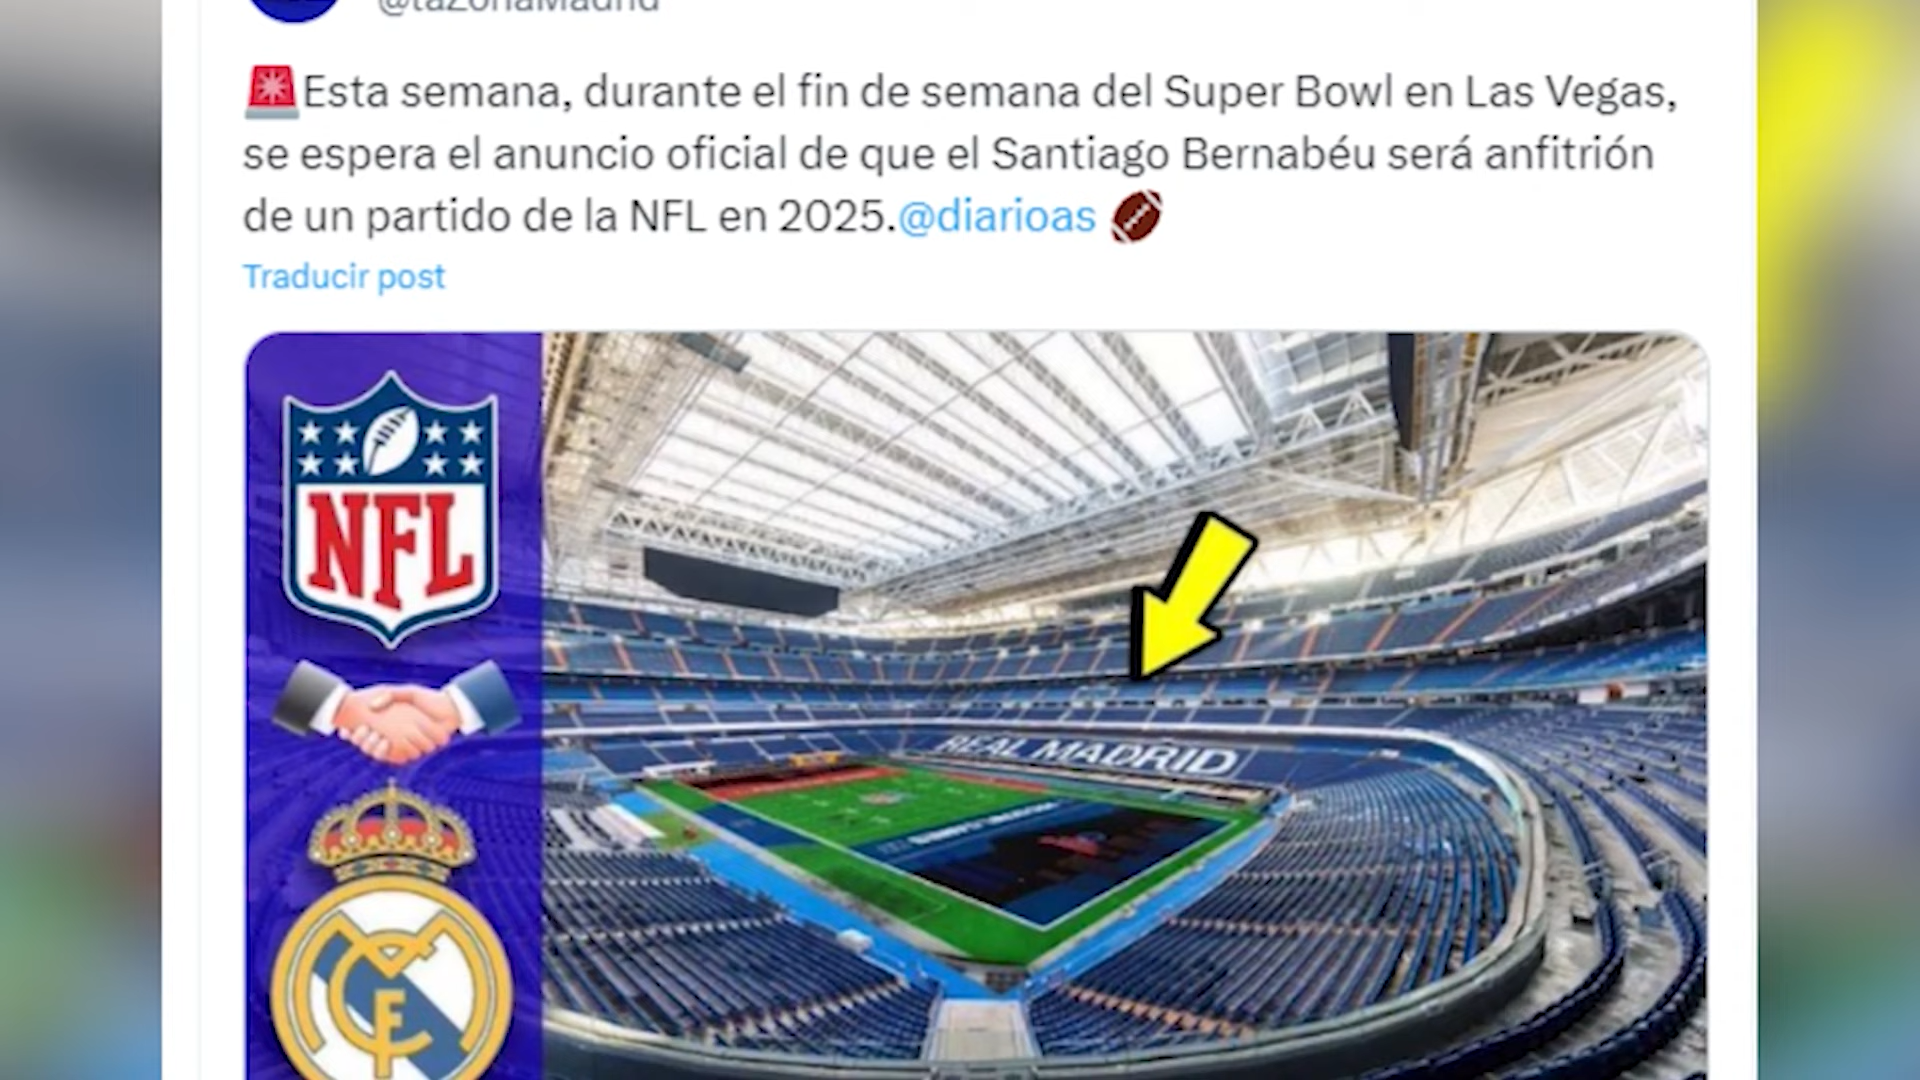 @laZonaMadrid
Esta semana, durante el fin de semana del Super Bowl en Las Vegas,
se espera el anuncio oficial de que el Santiago Bernabéu será anfitrión
de un partido de la NFL en 2025.@diarioas
Traducir post
NFL
REAL MADRID